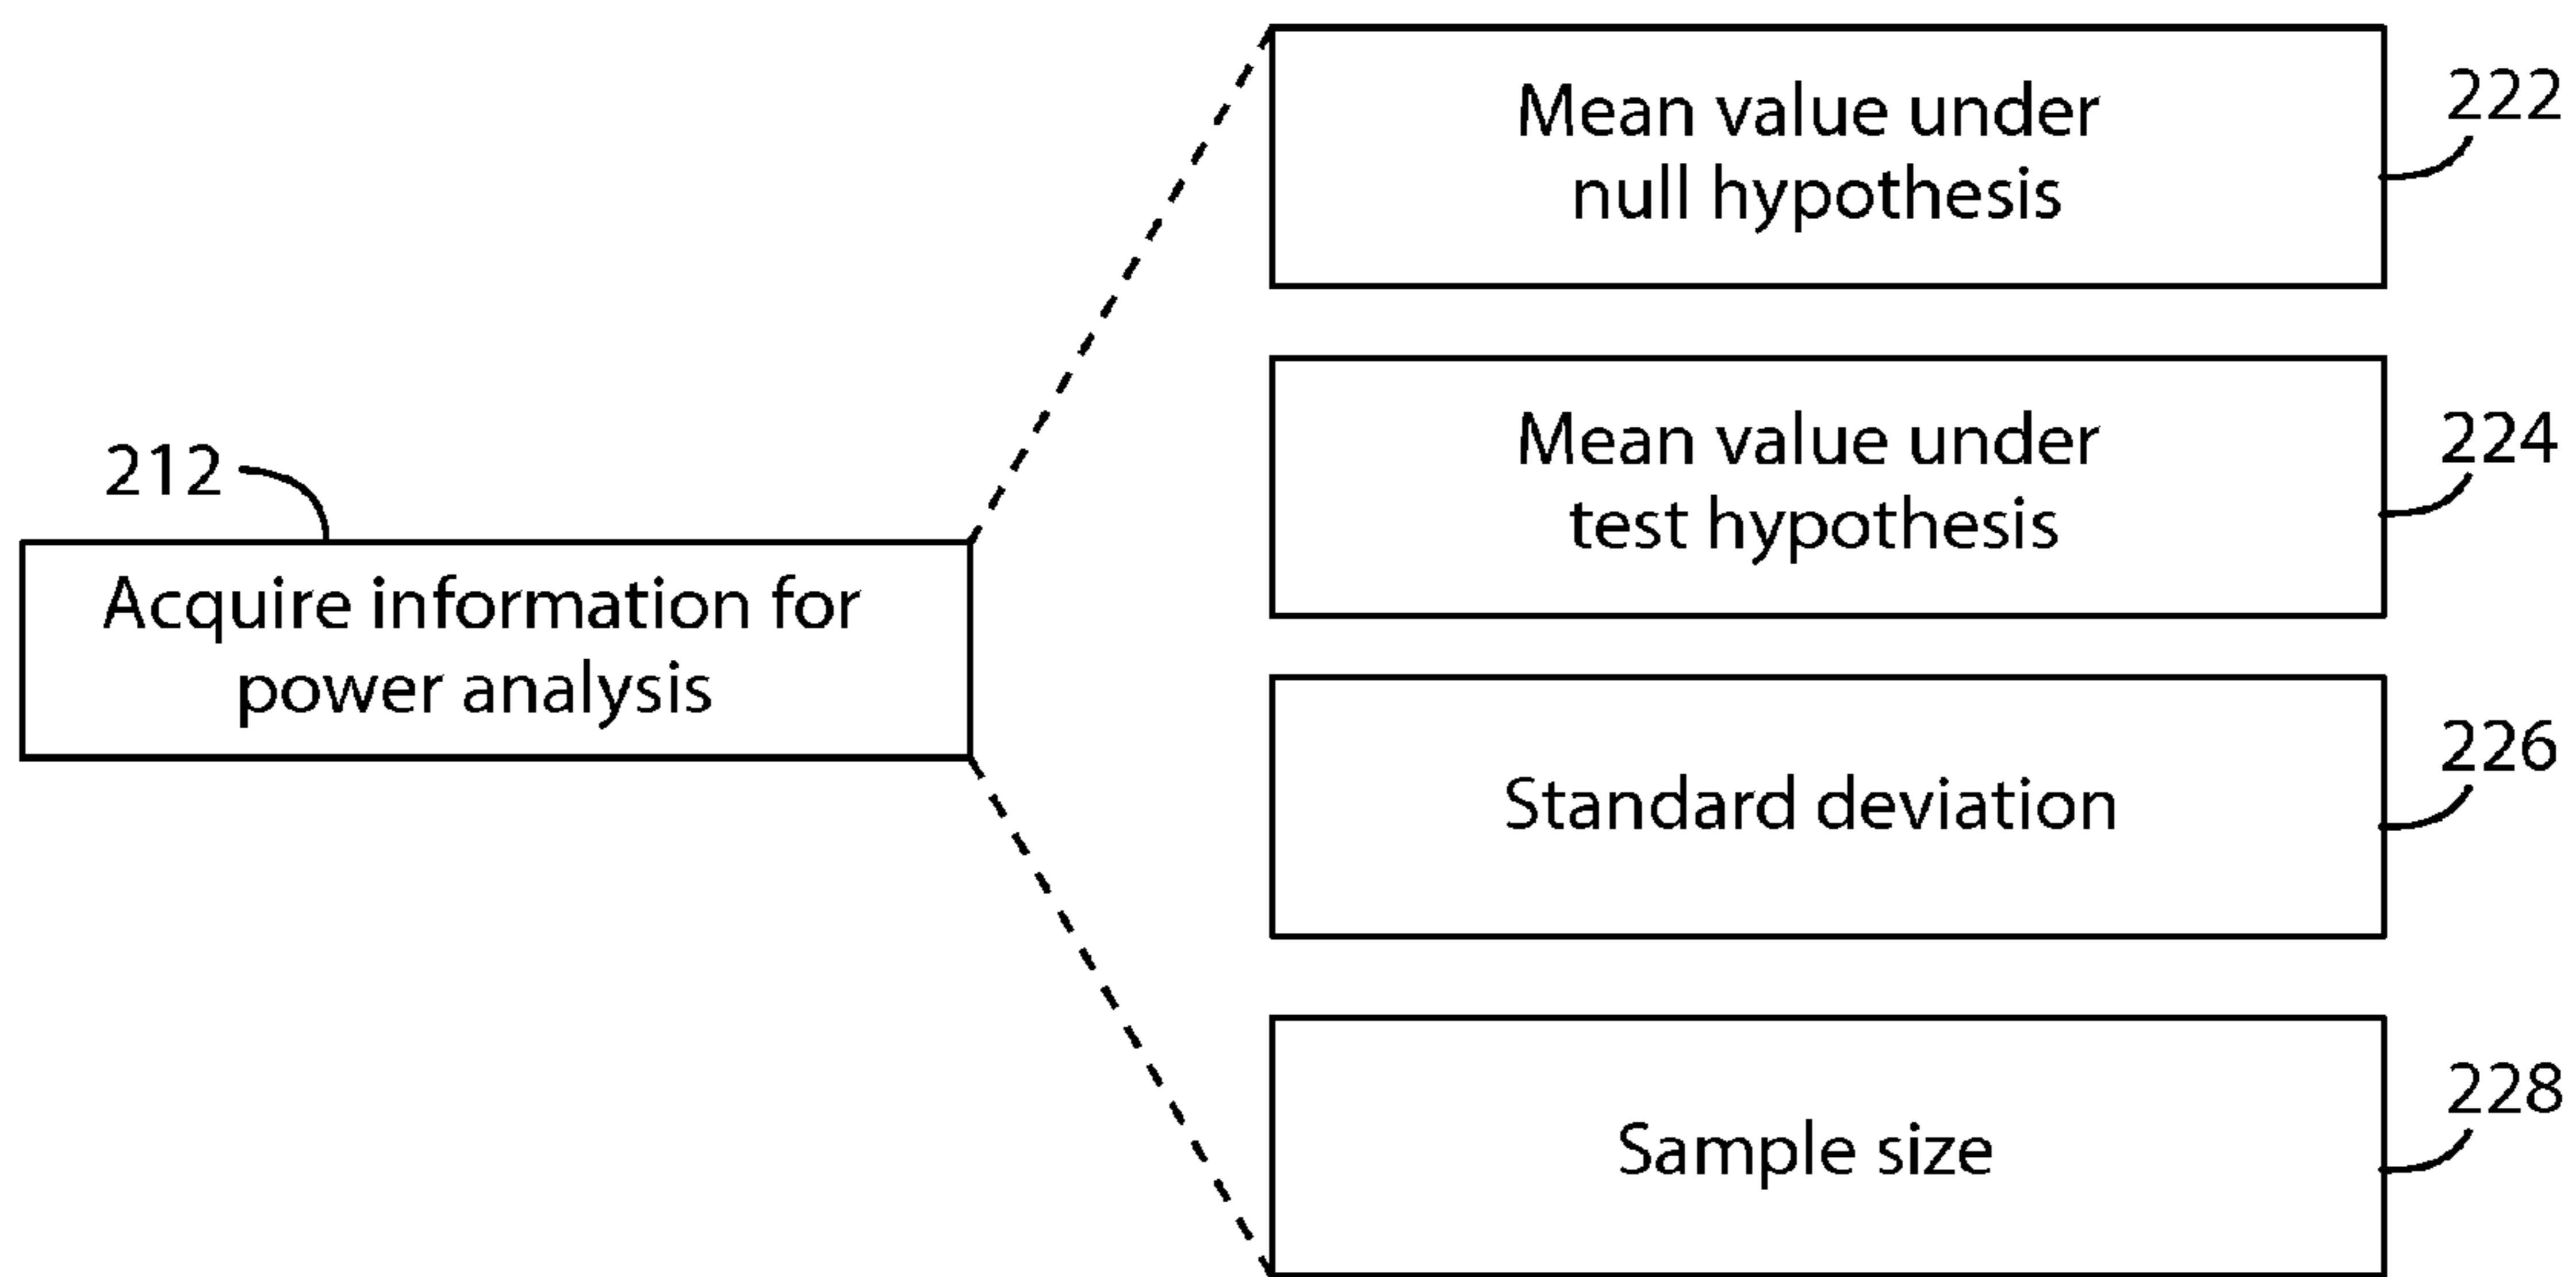 212
Acquire information for
power analysis
Mean value under
null hypothesis
222
Mean value under
test hypothesis
224
Standard deviation
226
Sample size
228